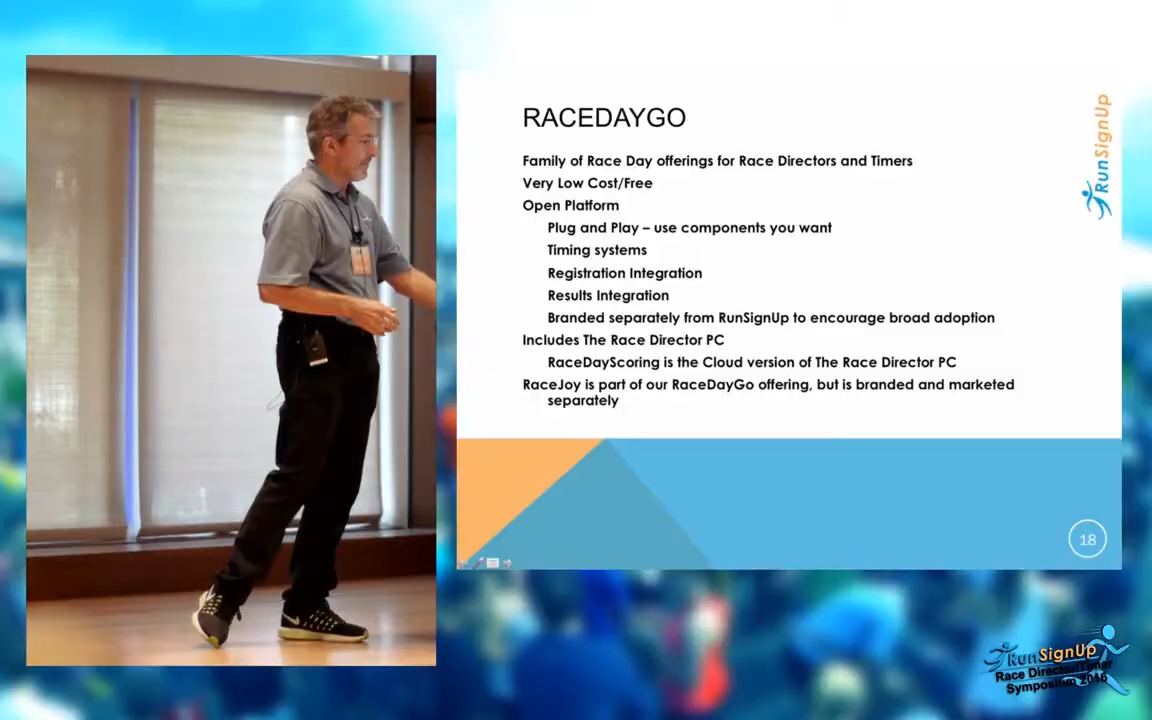 RACEDAYGO
Family of Race Day offerings for Race Directors and Timers
Very Low Cost/Free
Open Platform
Plug and Play – use components you want
Timing systems
Registration Integration
Results Integration
Branded separately from RunSignUp to encourage broad adoption
Includes The Race Director PC
RaceDayScoring is the Cloud version of The Race Director PC
RaceJoy is part of our RaceDayGo offering, but is branded and marketed
separately
RunSignUp
18
RunSignUp
Race Director/Timer
Symposium 2016